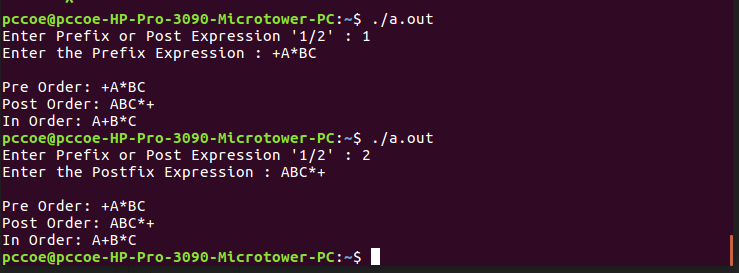 pccoe@pccoe-HP-Pro-3090-Microtower-PC:~$ ./a.out
Enter Prefix or Post Expression '1/2' : 1
Enter the Prefix Expression : +A*BC
Pre Order: +A*BC
Post Order: ABC*+
In Order: A+B*C
pccoe@pccoe-HP-Pro-3090-Microtower-PC:~$ ./a.out
Enter Prefix or Post Expression '1/2' : 2
Enter the Postfix Expression : ABC*+
Pre Order: +A*BC
Post Order: ABC*+
In Order: A+B*C
pccoe@pccoe-HP-Pro-3090-Microtower-PC:~$